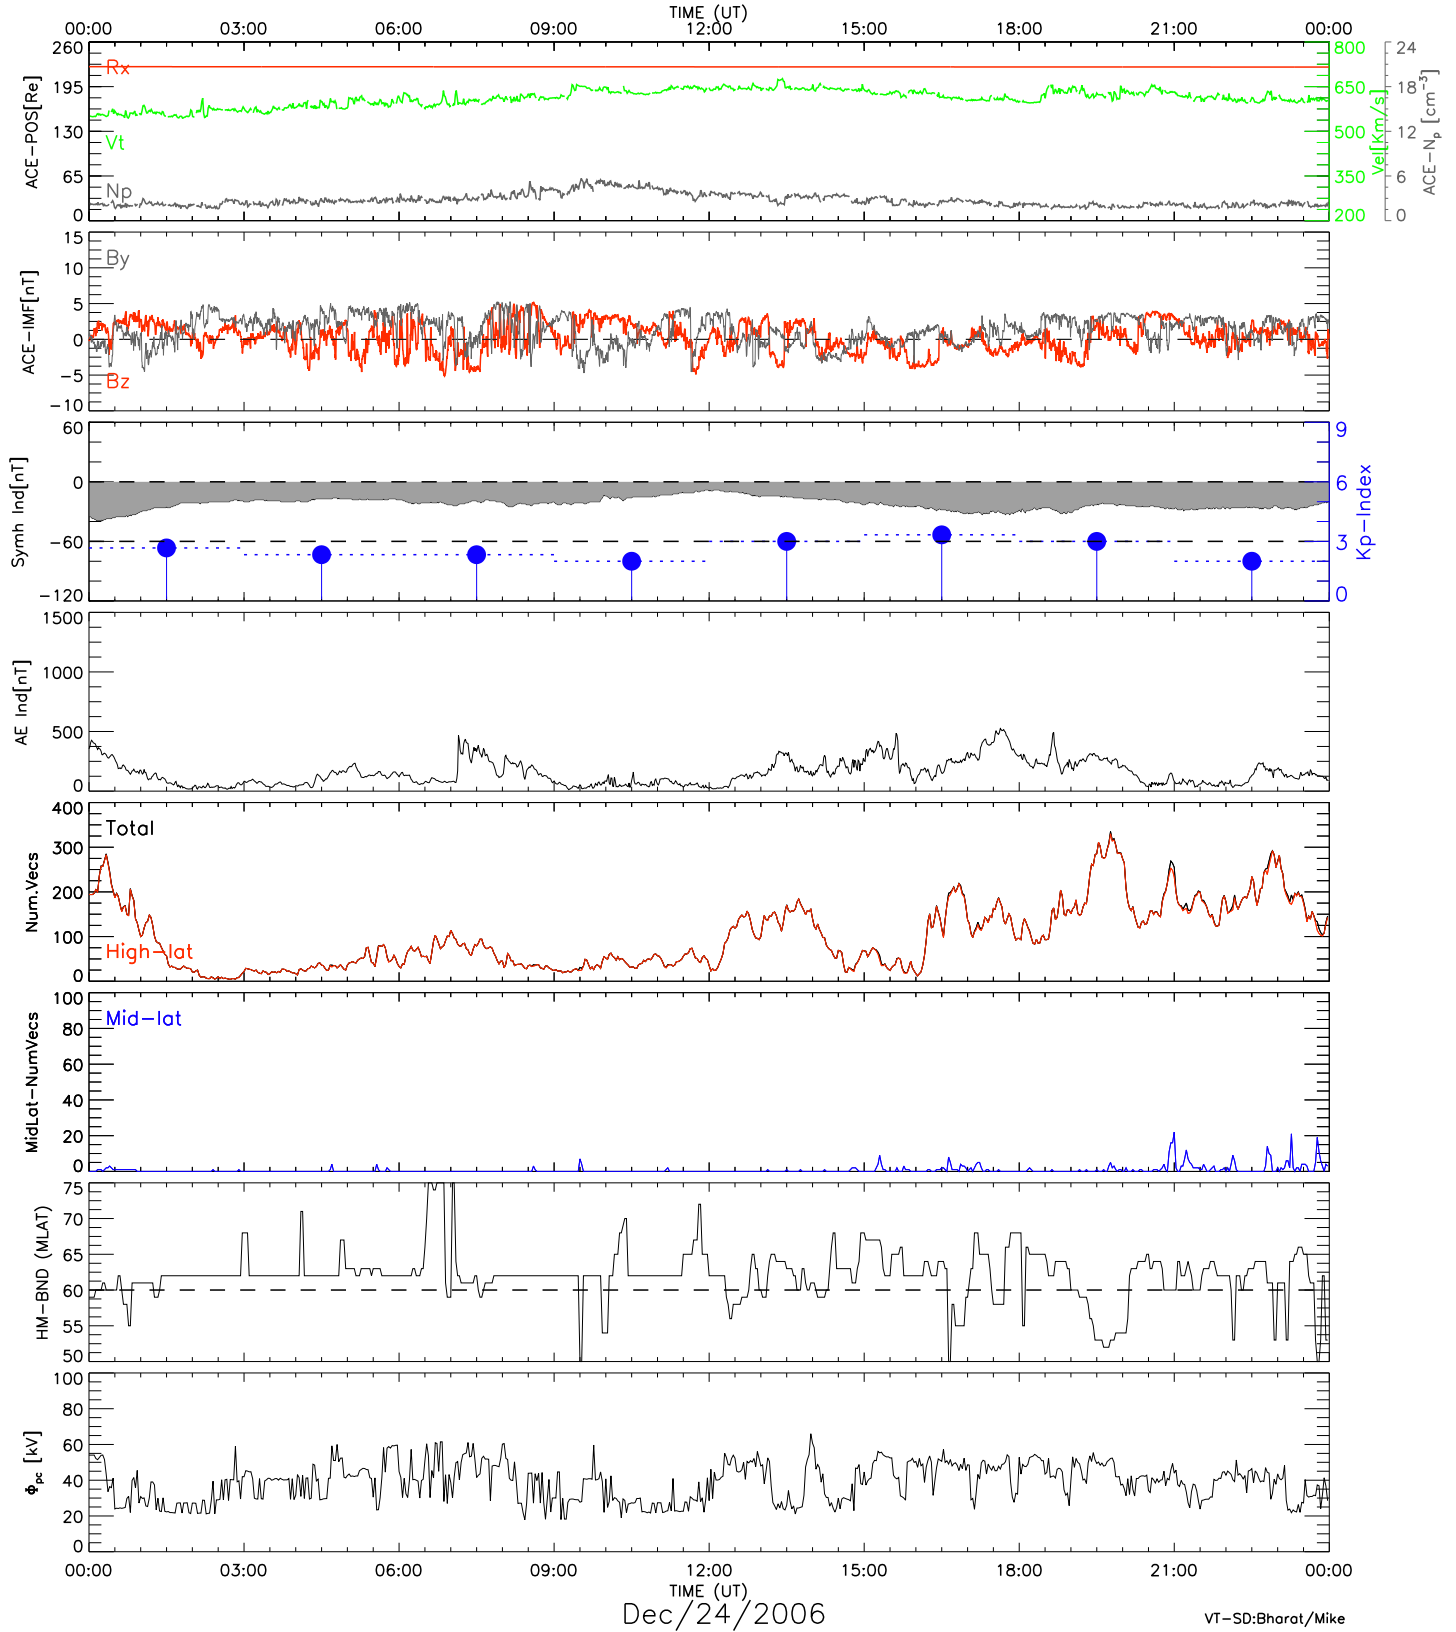 TIME (UT)
00:00 03:00 06:00 09:00 12:00 15:00 18:00 21:00 00:00
260 195 130 65 0
ACE-POS[Re]
Rx
Vt
Np
800 650 500 350 200
Vel[Km/s]
24 18 12 6 0
ACE-Np [cm⁻³]
15 10 5 0 -5 -10
ACE-IMF[nT]
By
Bz
60 0 -60 -120
Symh Ind[nT]
9 6 3 0
Kp-Index
1500 1000 500 0
AE Ind[nT]
400 300 200 100 0
Num.Vecs
Total
High-lat
100 80 60 40 20 0
MidLat-NumVecs
Mid-lat
75 70 65 60 55 50
HM-BND (MLAT)
100 80 60 40 20 0
Φpc [kV]
00:00 03:00 06:00 09:00 12:00 15:00 18:00 21:00 00:00
TIME (UT)
Dec/24/2006
VT-SD:Bharat/Mike